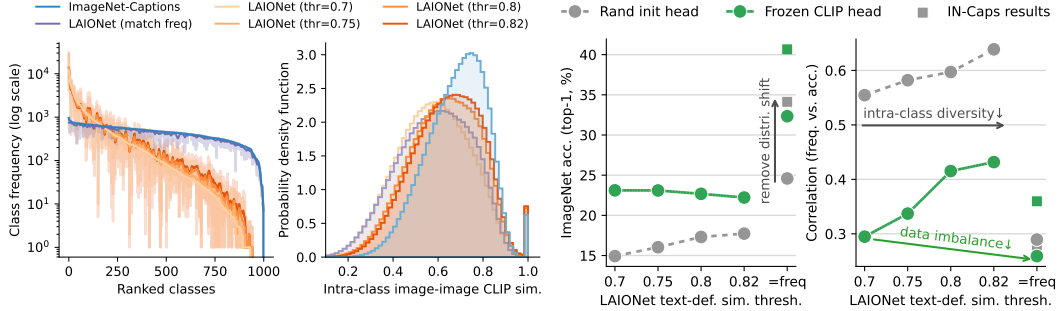 ImageNet-Captions
LAIONet (match freq)
LAIONet (thr=0.7)
LAIONet (thr=0.75)
LAIONet (thr=0.8)
LAIONet (thr=0.82)
Class frequency (log scale)
10⁴
10³
10²
10¹
10⁰
0 250 500 750 1000
Ranked classes
Probability density function
3.0
2.5
2.0
1.5
1.0
0.5
0.0
0.2 0.4 0.6 0.8 1.0
Intra-class image-image CLIP sim.
Rand init head
Frozen CLIP head
IN-Caps results
ImageNet acc. (top-1, %)
40
35
30
25
20
15
remove distri. shift
0.7 0.75 0.8 0.82 =freq
LAIONet text-def. sim. thresh.
Correlation (freq. vs. acc.)
0.6
0.5
0.4
0.3
intra-class diversity↓
data imbalance↓
0.7 0.75 0.8 0.82 =freq
LAIONet text-def. sim. thresh.